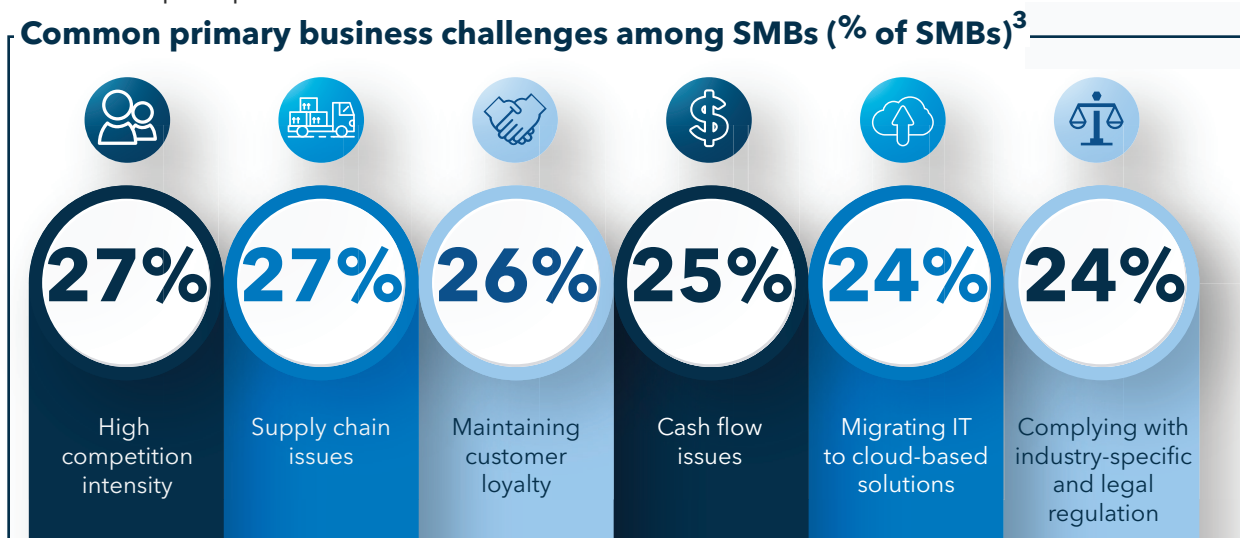 Common primary business challenges among SMBs (% of SMBs)³
27%
27%
26%
25%
24%
24%
High
competition
intensity
Supply chain
issues
Maintaining
customer
loyalty
Cash flow
issues
Migrating IT
to cloud-based
solutions
Complying with
industry-specific
and legal
regulation